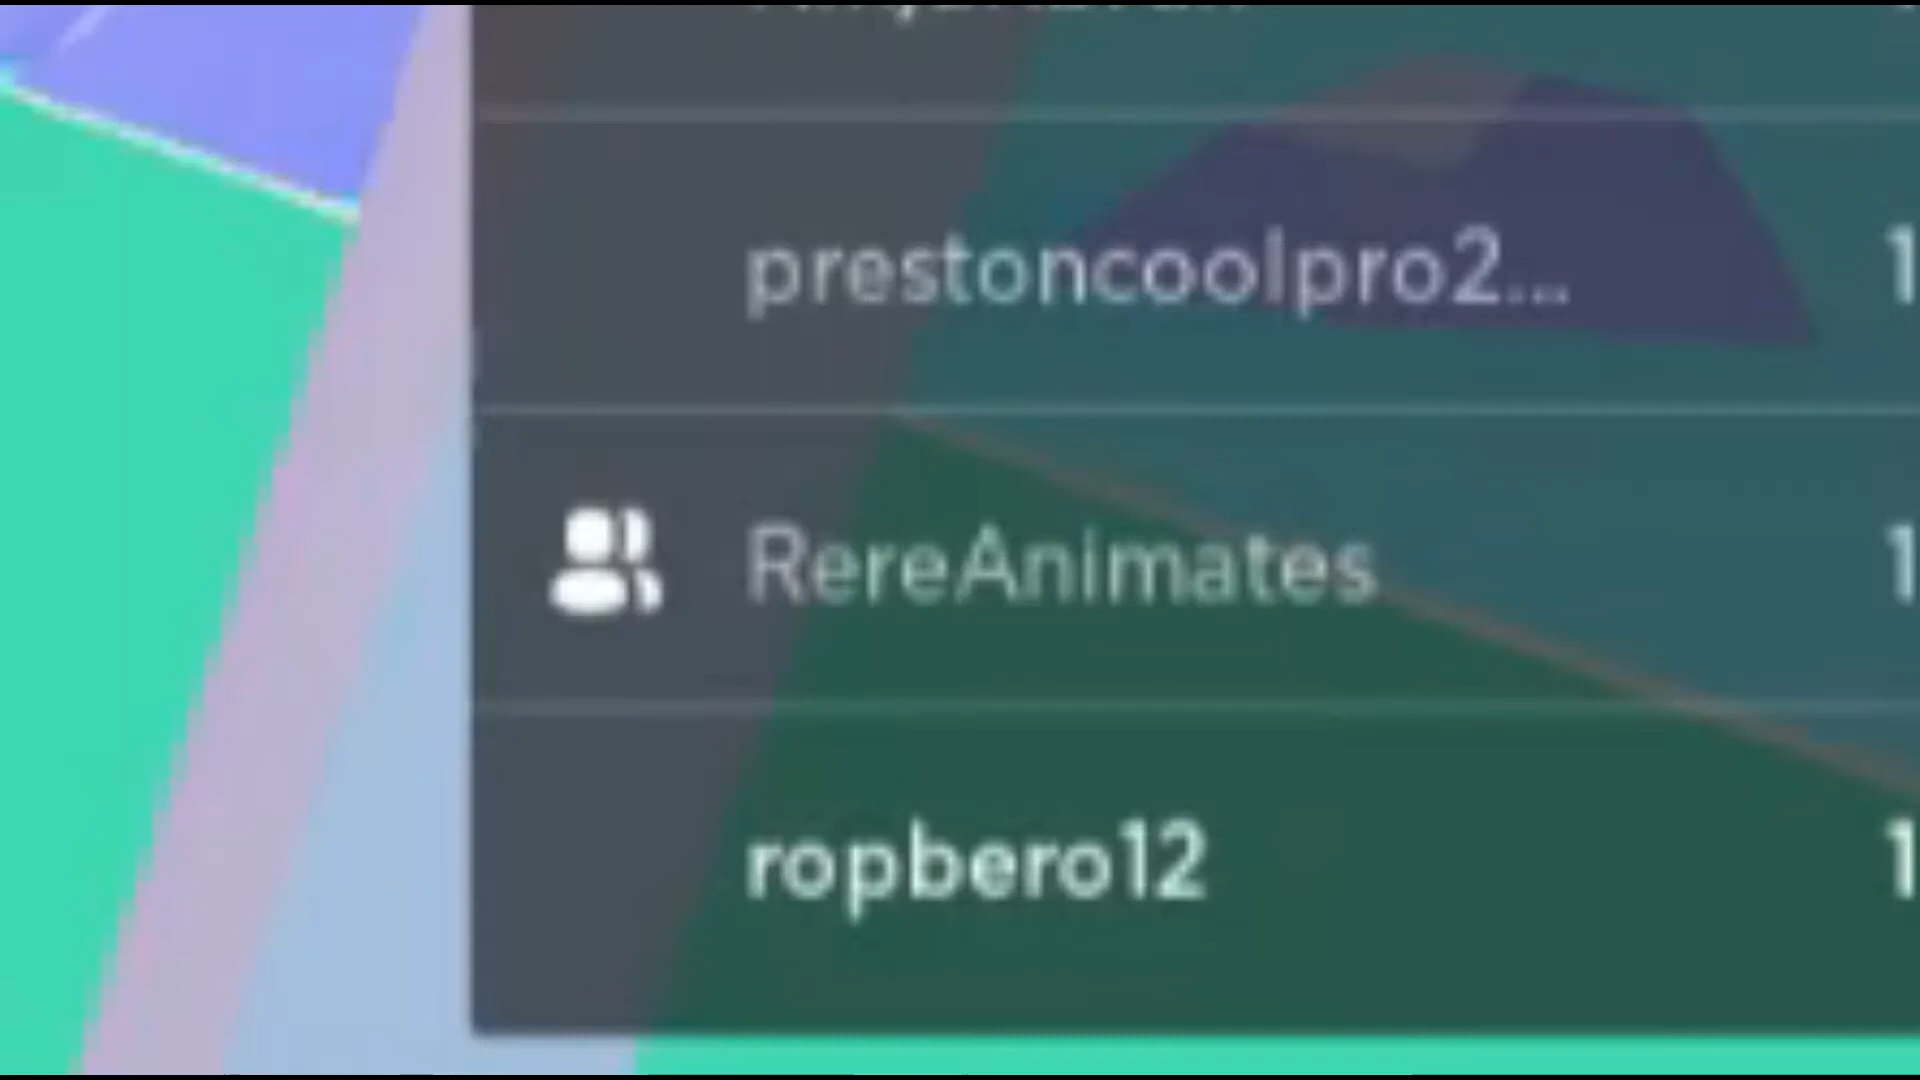 prestoncoolpro2... 1
RereAnimates 1
ropbero12 1